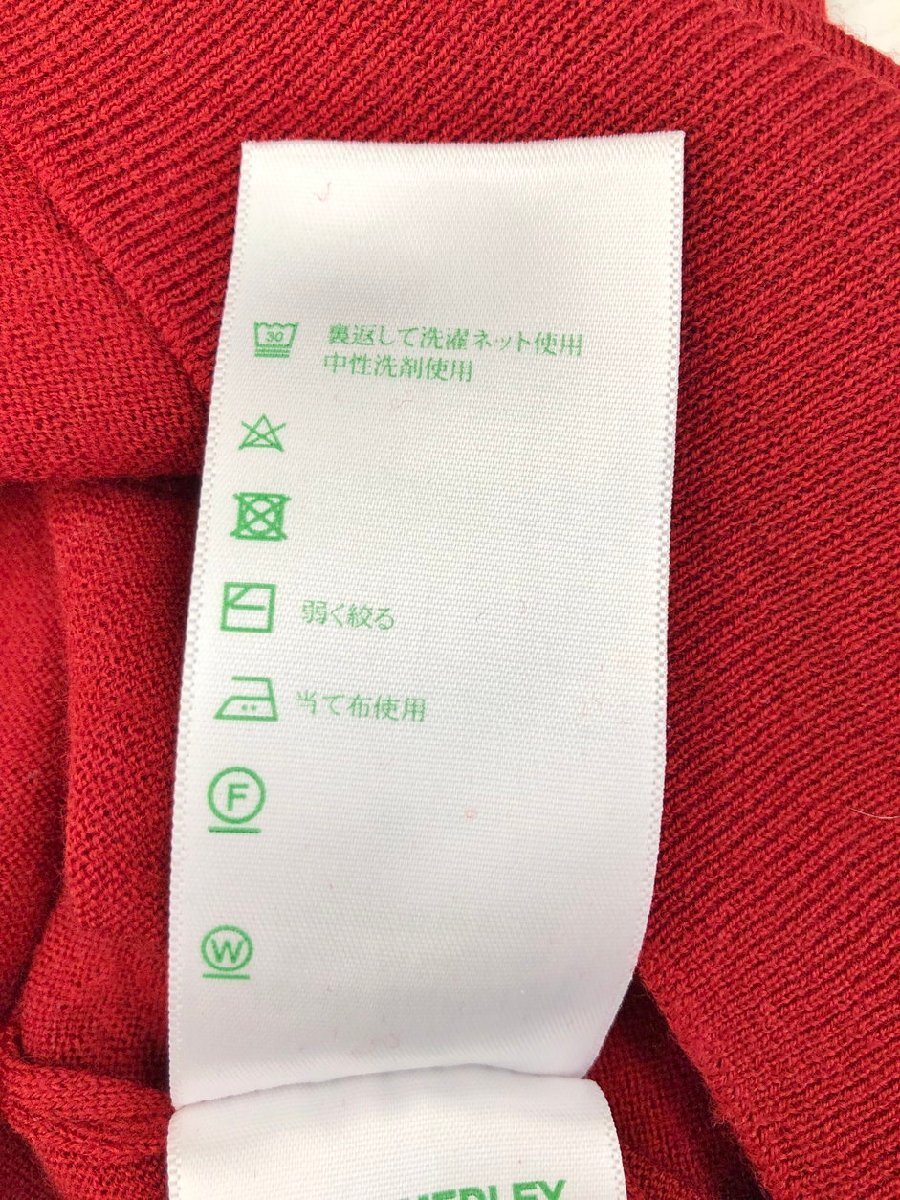 30
裏返して洗濯ネット使用
中性洗剤使用
弱く絞る
当て布使用
F
W